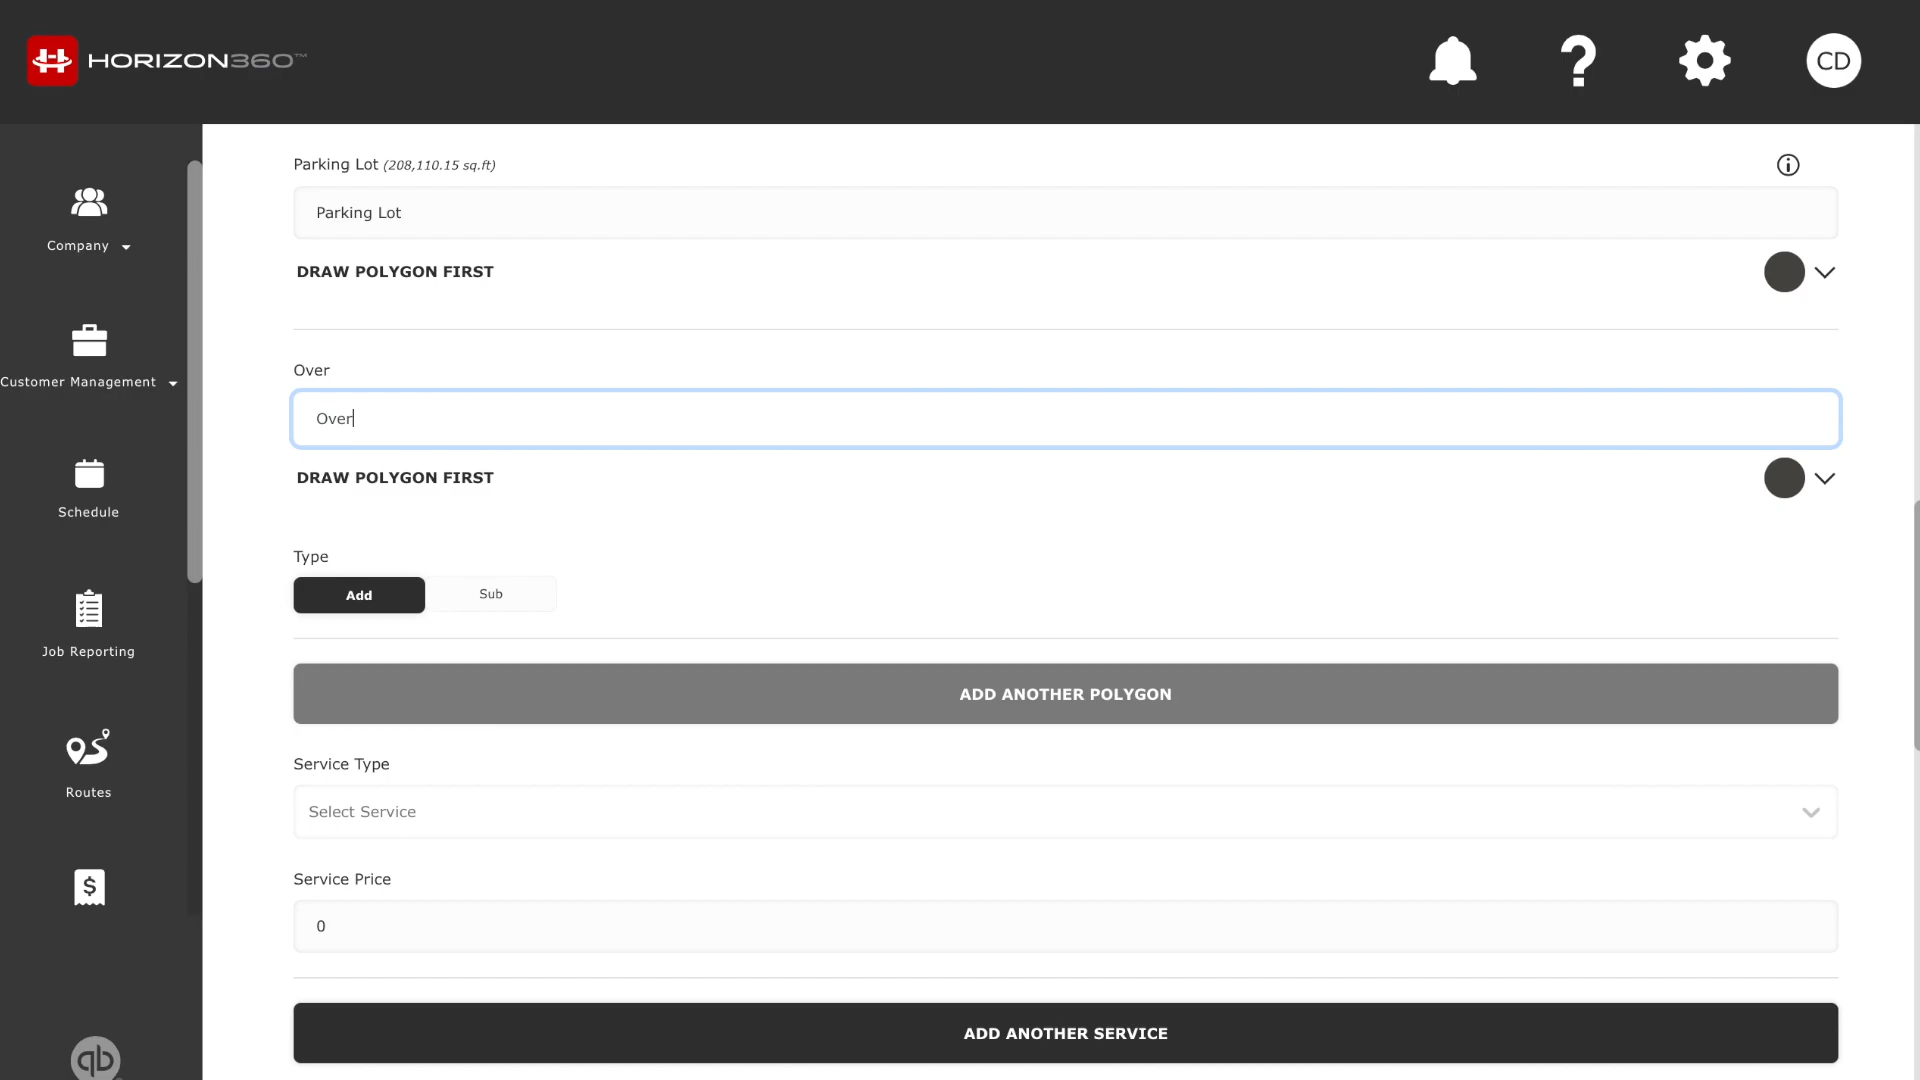 HORIZON360™
CD
Company
Customer Management
Schedule
Job Reporting
Routes
$
qb
Parking Lot (208,110.15 sq.ft)
Parking Lot
DRAW POLYGON FIRST
Over
Over
DRAW POLYGON FIRST
Type
Add Sub
ADD ANOTHER POLYGON
Service Type
Select Service
Service Price
0
ADD ANOTHER SERVICE